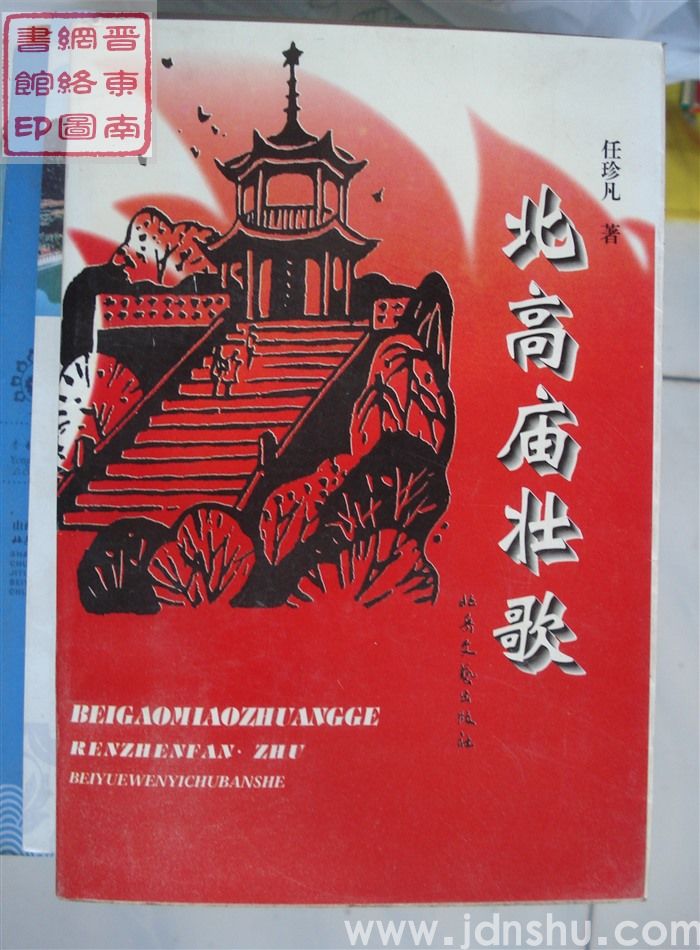 晋东南
網络圖
書館印
任珍凡 著
北高庙壮歌
北岳文艺出版社
BEIGAOMIAOZHUANGGE
RENZHENFAN·ZHU
BEIYUEWENYICHUBANSHE
www.jdnshu.com